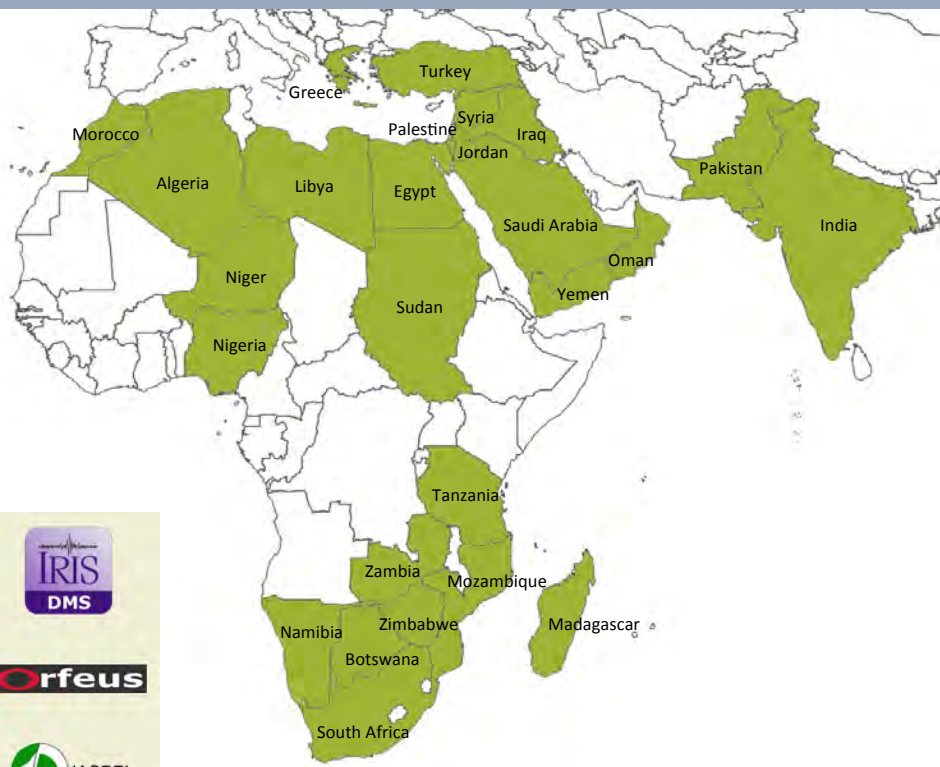 Turkey
Greece
Syria
Palestine
Iraq
Morocco
Jordan
Pakistan
Algeria
Libya
Egypt
Saudi Arabia
India
Oman
Niger
Yemen
Sudan
Nigeria
Tanzania
IRIS
DMS
Zambia
Mozambique
Namibia
Zimbabwe
Madagascar
Botswana
Orfeus
South Africa